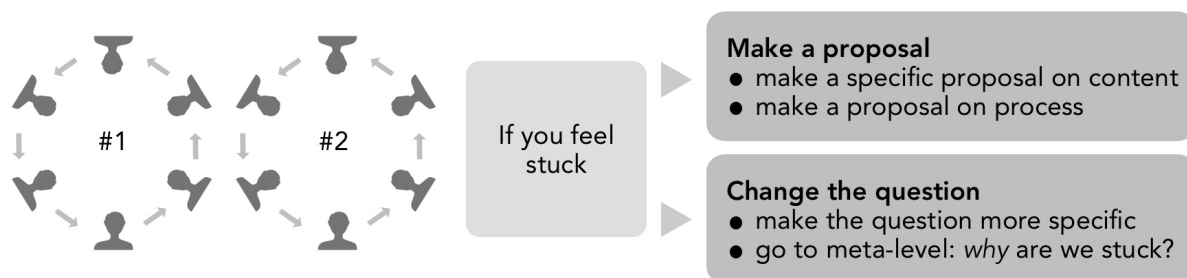 #1
#2
If you feel
stuck
Make a proposal
● make a specific proposal on content
● make a proposal on process
Change the question
● make the question more specific
● go to meta-level: why are we stuck?